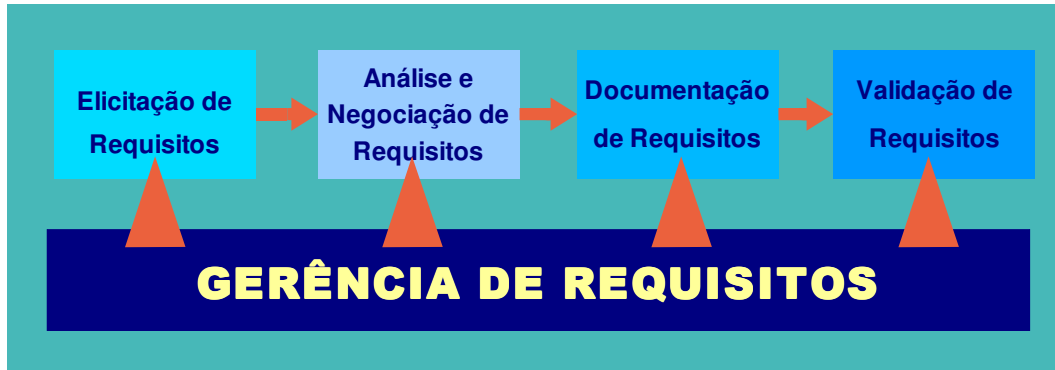 Elicitação de
Requisitos
Análise e
Negociação de
Requisitos
Documentação
de Requisitos
Validação de
Requisitos
GERÊNCIA DE REQUISITOS